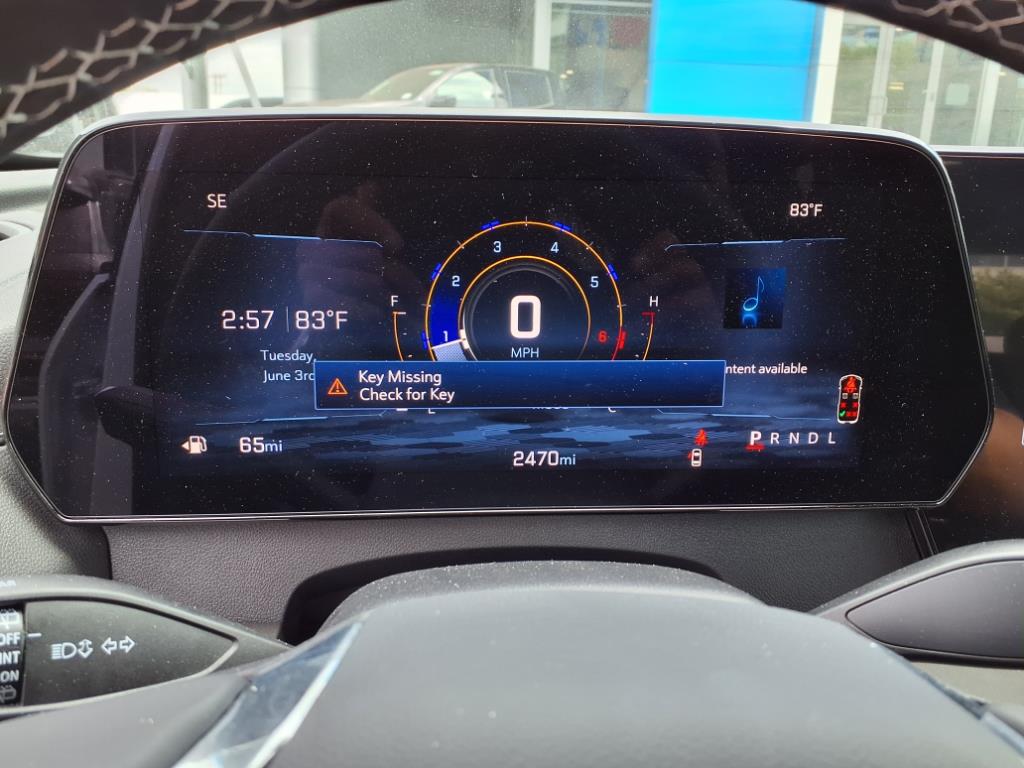 SE
83°F
3 4
2 5
F H
1 6
0
MPH
2:57 | 83°F
Tuesday,
June 3rd
Key Missing
Check for Key
ntent available
65mi
2470mi
P R N D L
OFF
INT
ON